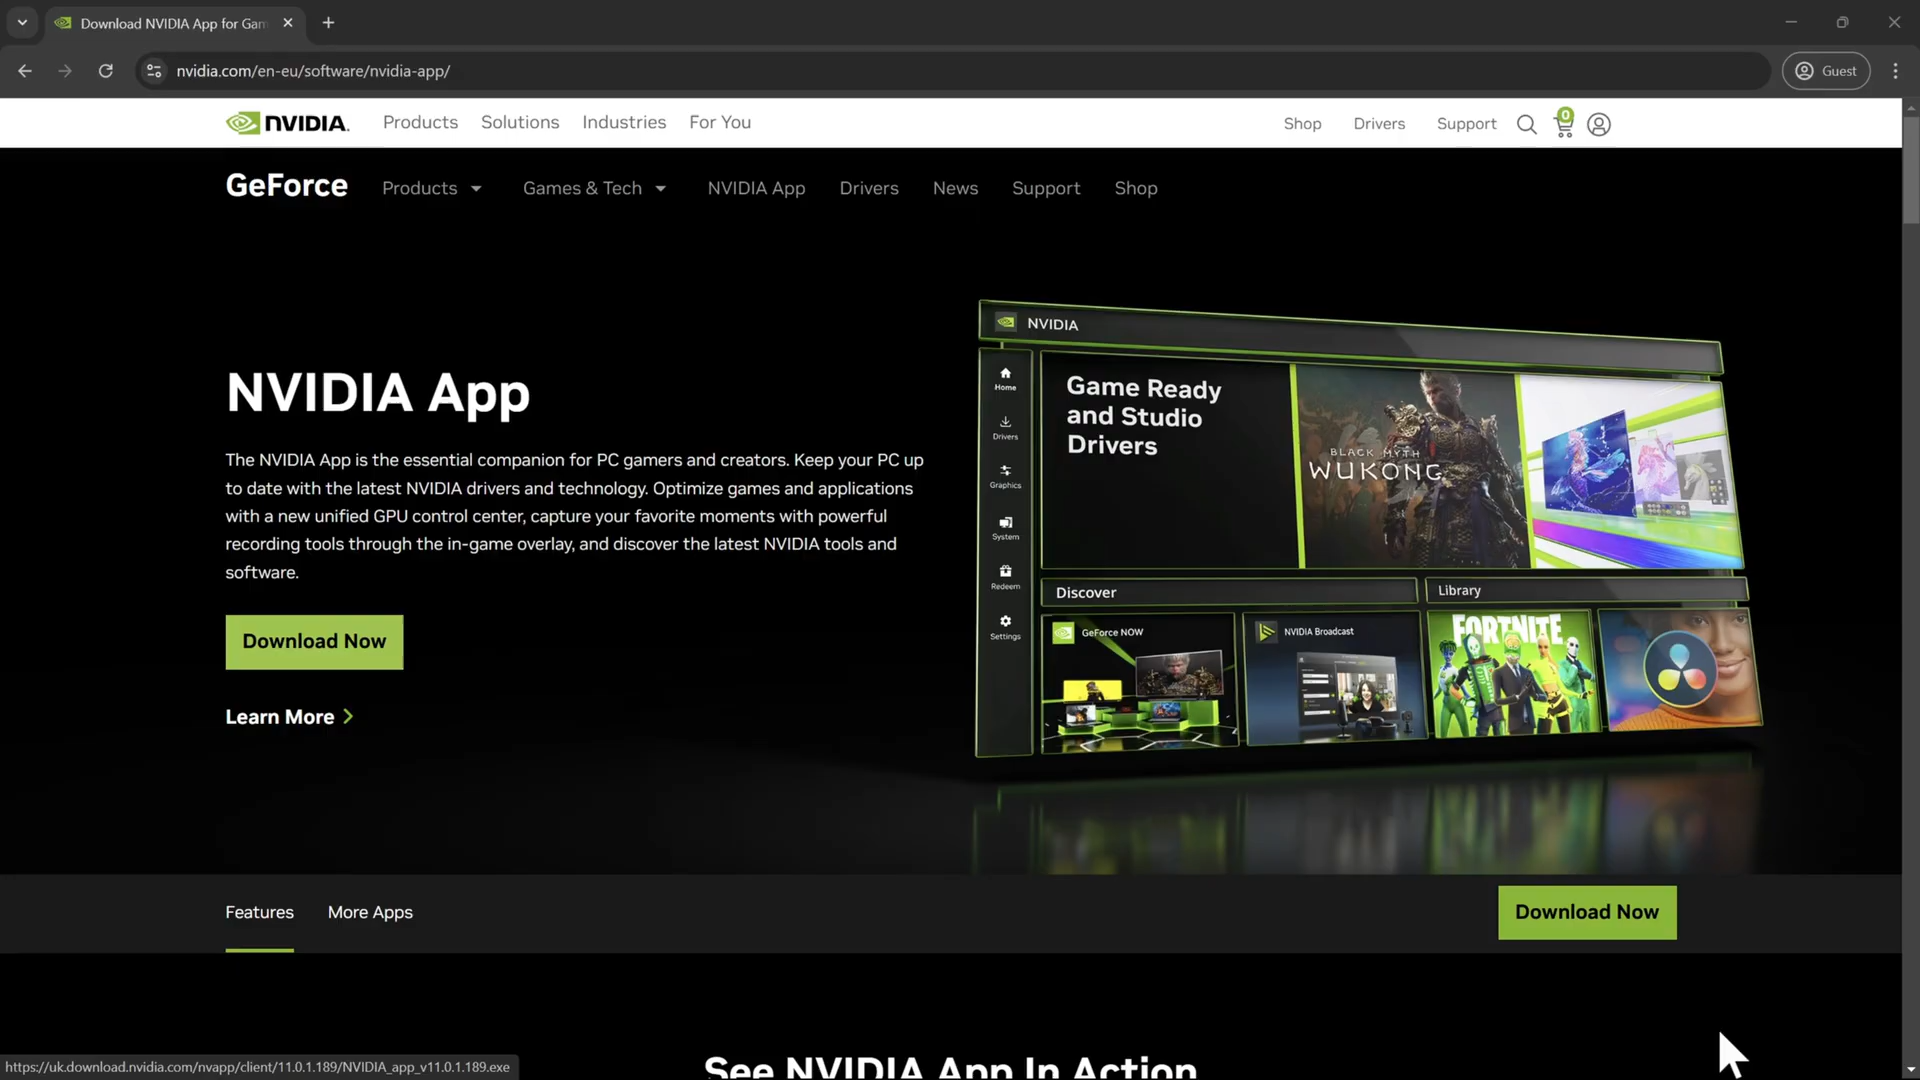 Download NVIDIA App for Gam
nvidia.com/en-eu/software/nvidia-app/
Guest
NVIDIA.
Products
Solutions
Industries
For You
Shop
Drivers
Support
0
GeForce
Products
Games & Tech
NVIDIA App
Drivers
News
Support
Shop
NVIDIA App
The NVIDIA App is the essential companion for PC gamers and creators. Keep your PC up
to date with the latest NVIDIA drivers and technology. Optimize games and applications
with a new unified GPU control center, capture your favorite moments with powerful
recording tools through the in-game overlay, and discover the latest NVIDIA tools and
software.
Download Now
Learn More
NVIDIA
Home
Drivers
Graphics
System
Redeem
Settings
Game Ready
and Studio
Drivers
BLACK MYTH
WUKONG
Discover
Library
GeForce NOW
NVIDIA Broadcast
FORTNITE
Features
More Apps
Download Now
See NVIDIA App In Action
https://uk.download.nvidia.com/nvapp/client/11.0.1.189/NVIDIA_app_v11.0.1.189.exe